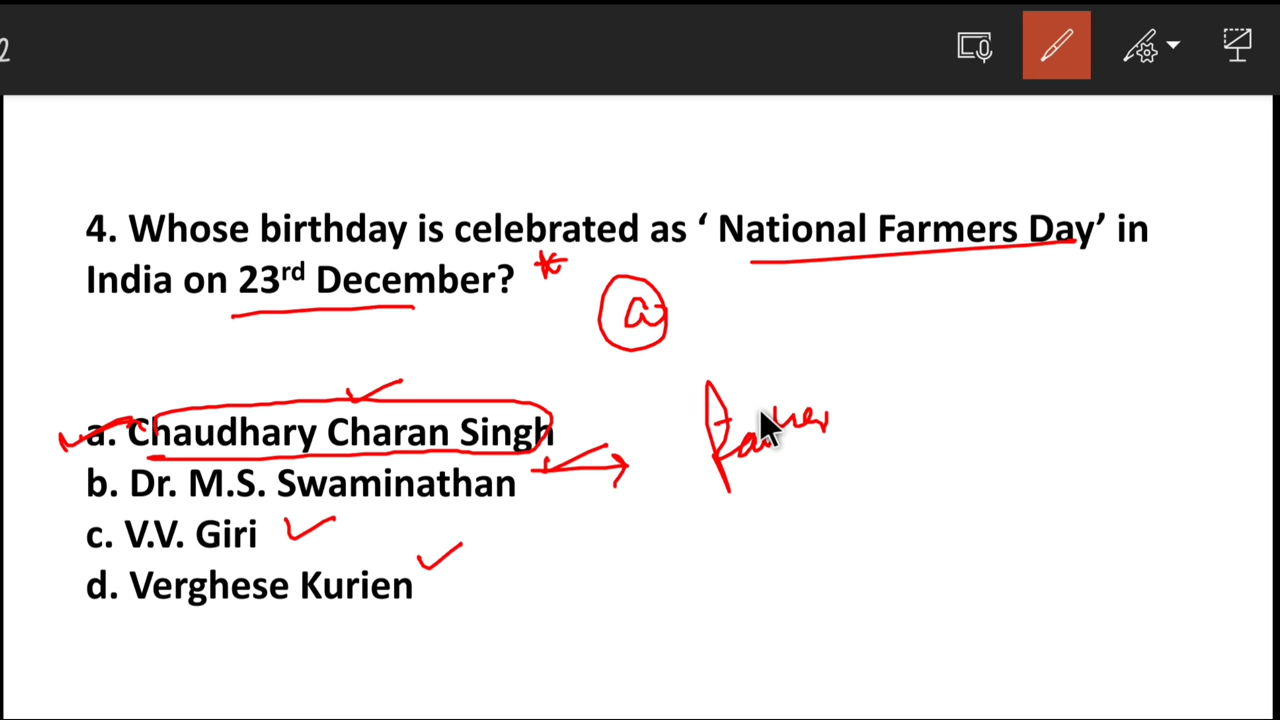 2
4. Whose birthday is celebrated as ‘ National Farmers Day’ in
India on 23rd December?
a
a. Chaudhary Charan Singh
b. Dr. M.S. Swaminathan
c. V.V. Giri
d. Verghese Kurien